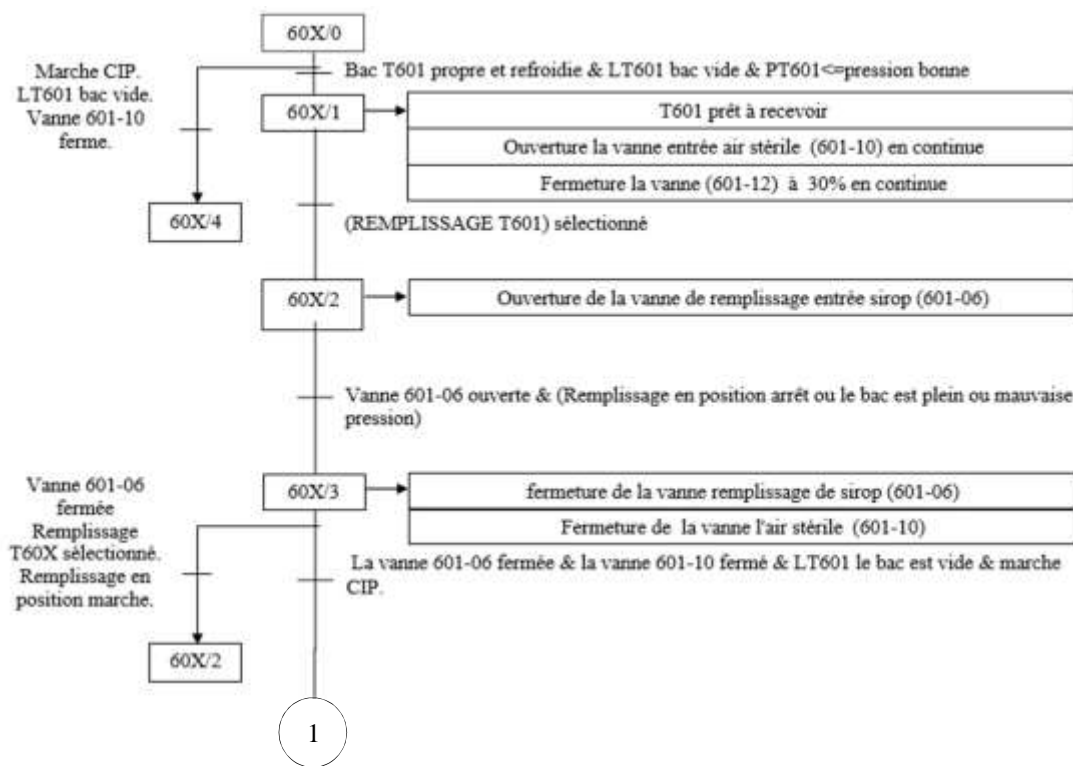 60X/0
Marche CIP.
LT601 bac vide.
Vanne 601-10
ferme.
Bac T601 propre et refroidie & LT601 bac vide & PT601<=pression bonne
60X/1
T601 prêt à recevoir
Ouverture la vanne entrée air stérile (601-10) en continue
Fermeture la vanne (601-12) à 30% en continue
60X/4
(REMPLISSAGE T601) sélectionné
60X/2
Ouverture de la vanne de remplissage entrée sirop (601-06)
Vanne 601-06 ouverte & (Remplissage en position arrêt ou le bac est plein ou mauvaise
pression)
60X/3
fermeture de la vanne remplissage de sirop (601-06)
Fermeture de la vanne l'air stérile (601-10)
Vanne 601-06
fermée
Remplissage
T60X sélectionné.
Remplissage en
position marche.
La vanne 601-06 fermée & la vanne 601-10 fermé & LT601 le bac est vide & marche
CIP.
60X/2
1